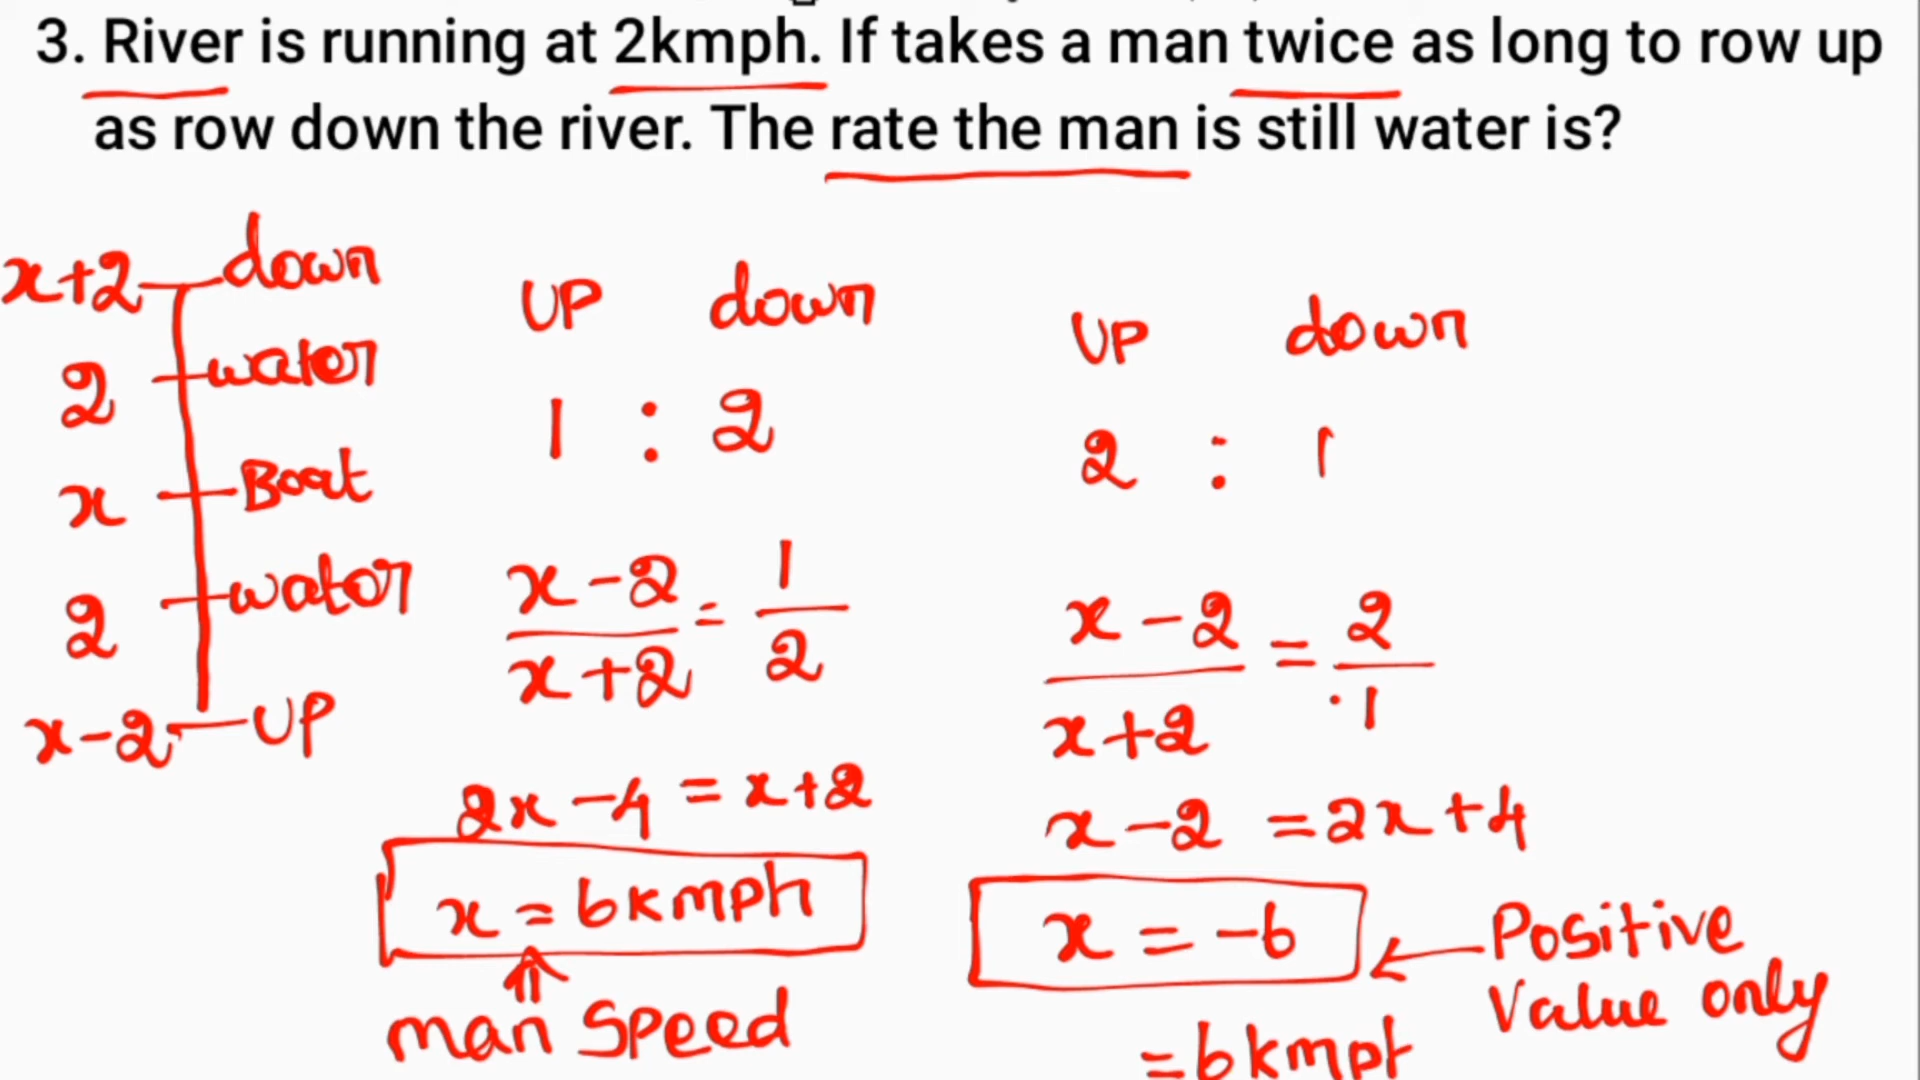 3. River is running at 2kmph. If takes a man twice as long to row up
as row down the river. The rate the man is still water is?
x+2 down
2 water
x Boat
2 water
x-2 UP
UP down
1 : 2
x-2 / x+2 = 1 / 2
2x-4 = x+2
x = 6kmph
man Speed
UP down
2 : 1
x-2 / x+2 = 2 / 1
x-2 = 2x+4
x = -6
Positive
Value only
= 6kmph